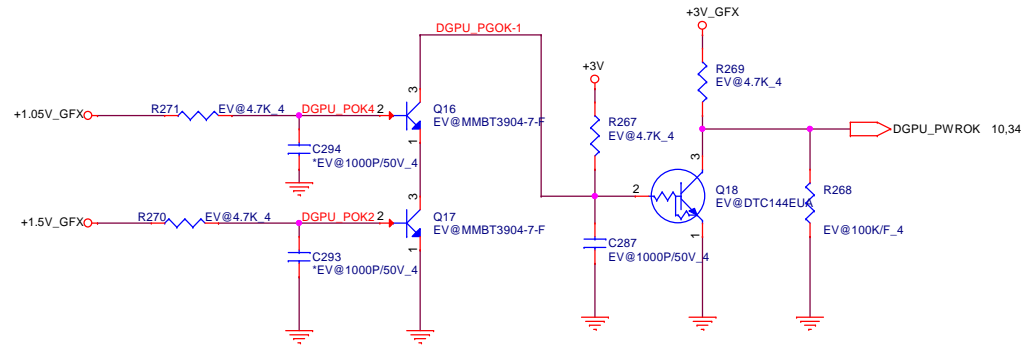 +3V_GFX
DGPU_PGOK-1
+3V
R269
EV@4.7K_4
3
+1.05V_GFX
R271
EV@4.7K_4
DGPU_POK4
2
Q16
EV@MMBT3904-7-F
1
R267
EV@4.7K_4
DGPU_PWROK 10,34
C294
*EV@1000P/50V_4
3
2
3
Q18
EV@DTC144EUA
1
R268
EV@100K/F_4
+1.5V_GFX
R270
EV@4.7K_4
DGPU_POK2
2
Q17
EV@MMBT3904-7-F
1
C293
*EV@1000P/50V_4
C287
EV@1000P/50V_4